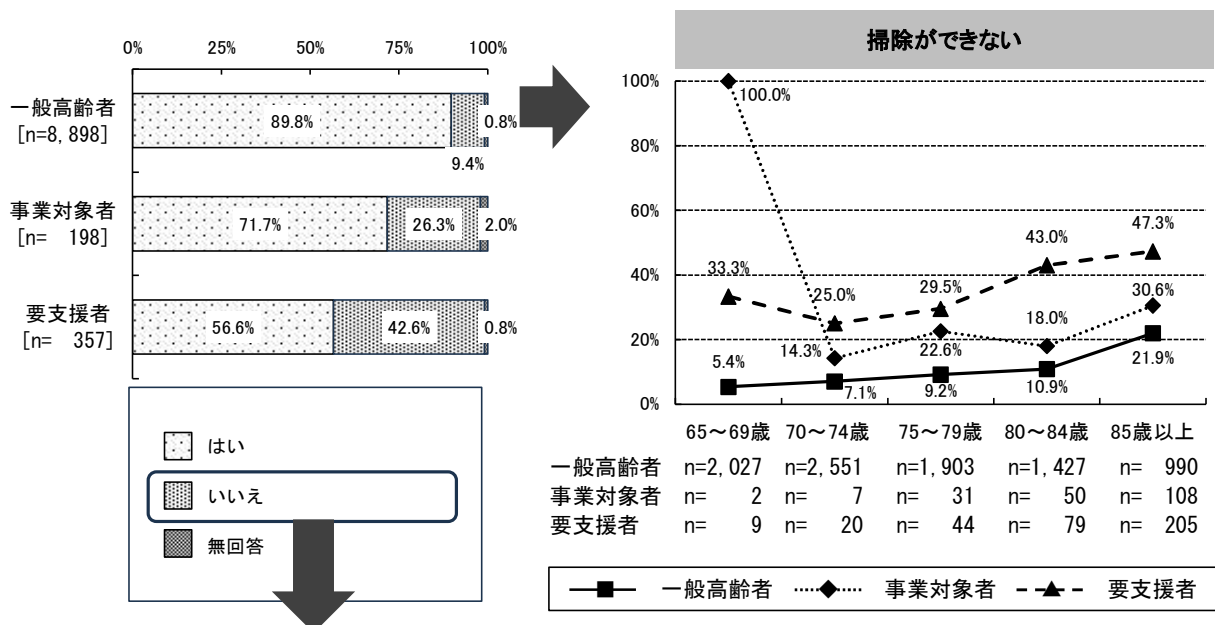 0% 25% 50% 75% 100%
一般高齢者
[n=8,898]
89.8%
0.8%
9.4%
事業対象者
[n= 198]
71.7%
26.3%
2.0%
要支援者
[n= 357]
56.6%
42.6%
0.8%
はい
いいえ
無回答
掃除ができない
100%
80%
60%
40%
20%
0%
100.0%
33.3%
25.0%
29.5%
43.0%
47.3%
14.3%
22.6%
18.0%
30.6%
5.4%
7.1%
9.2%
10.9%
21.9%
65～69歳 70～74歳 75～79歳 80～84歳 85歳以上
一般高齢者 n=2,027 n=2,551 n=1,903 n=1,427 n= 990
事業対象者 n= 2 n= 7 n= 31 n= 50 n= 108
要支援者 n= 9 n= 20 n= 44 n= 79 n= 205
一般高齢者 事業対象者 要支援者